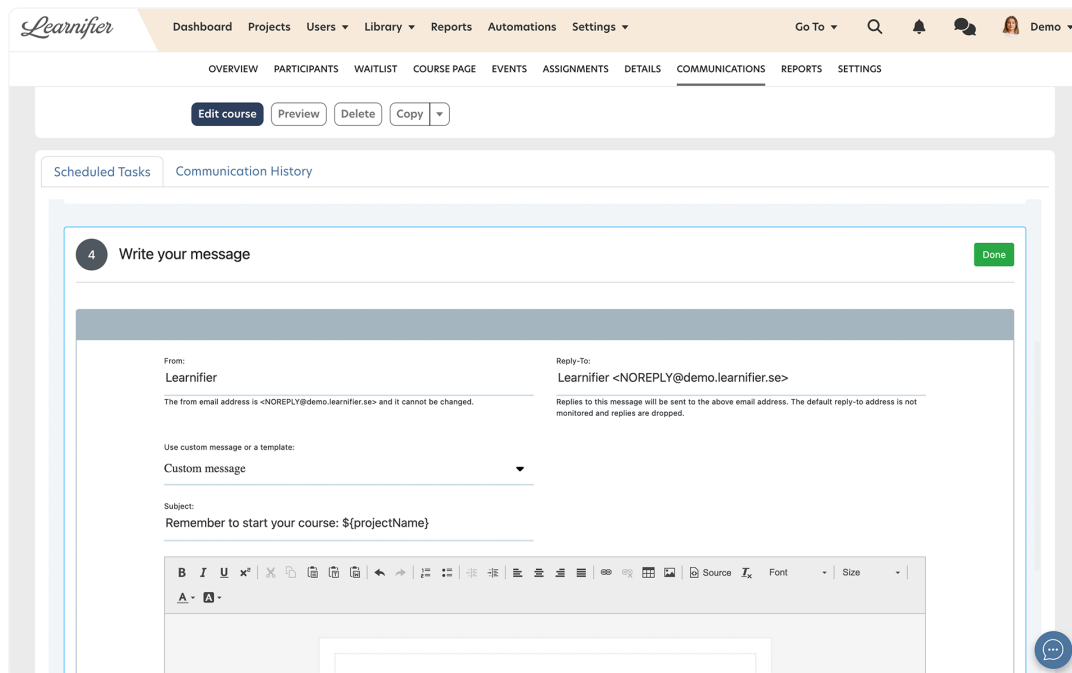 Learnifier
Dashboard Projects Users Library Reports Automations Settings Go To Demo
OVERVIEW PARTICIPANTS WAITLIST COURSE PAGE EVENTS ASSIGNMENTS DETAILS COMMUNICATIONS REPORTS SETTINGS
Edit course Preview Delete Copy
Scheduled Tasks Communication History
4 Write your message Done
From: Reply-To:
Learnifier Learnifier <NOREPLY@demo.learnifier.se>
The from email address is <NOREPLY@demo.learnifier.se> and it cannot be changed. Replies to this message will be sent to the above email address. The default reply-to address is not
monitored and replies are dropped.
Use custom message or a template:
Custom message
Subject:
Remember to start your course: ${projectName}
B I U x² Source Ix Font Size
A A